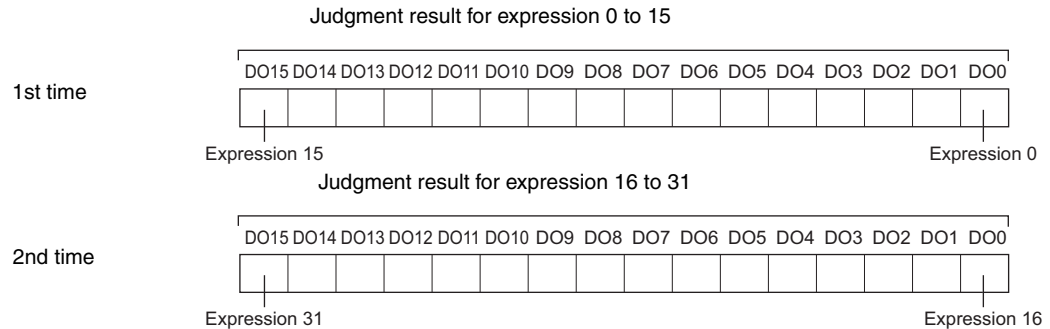 Judgment result for expression 0 to 15
DO15 DO14 DO13 DO12 DO11 DO10 DO9 DO8 DO7 DO6 DO5 DO4 DO3 DO2 DO1 DO0
1st time
Expression 15 Expression 0
Judgment result for expression 16 to 31
DO15 DO14 DO13 DO12 DO11 DO10 DO9 DO8 DO7 DO6 DO5 DO4 DO3 DO2 DO1 DO0
2nd time
Expression 31 Expression 16